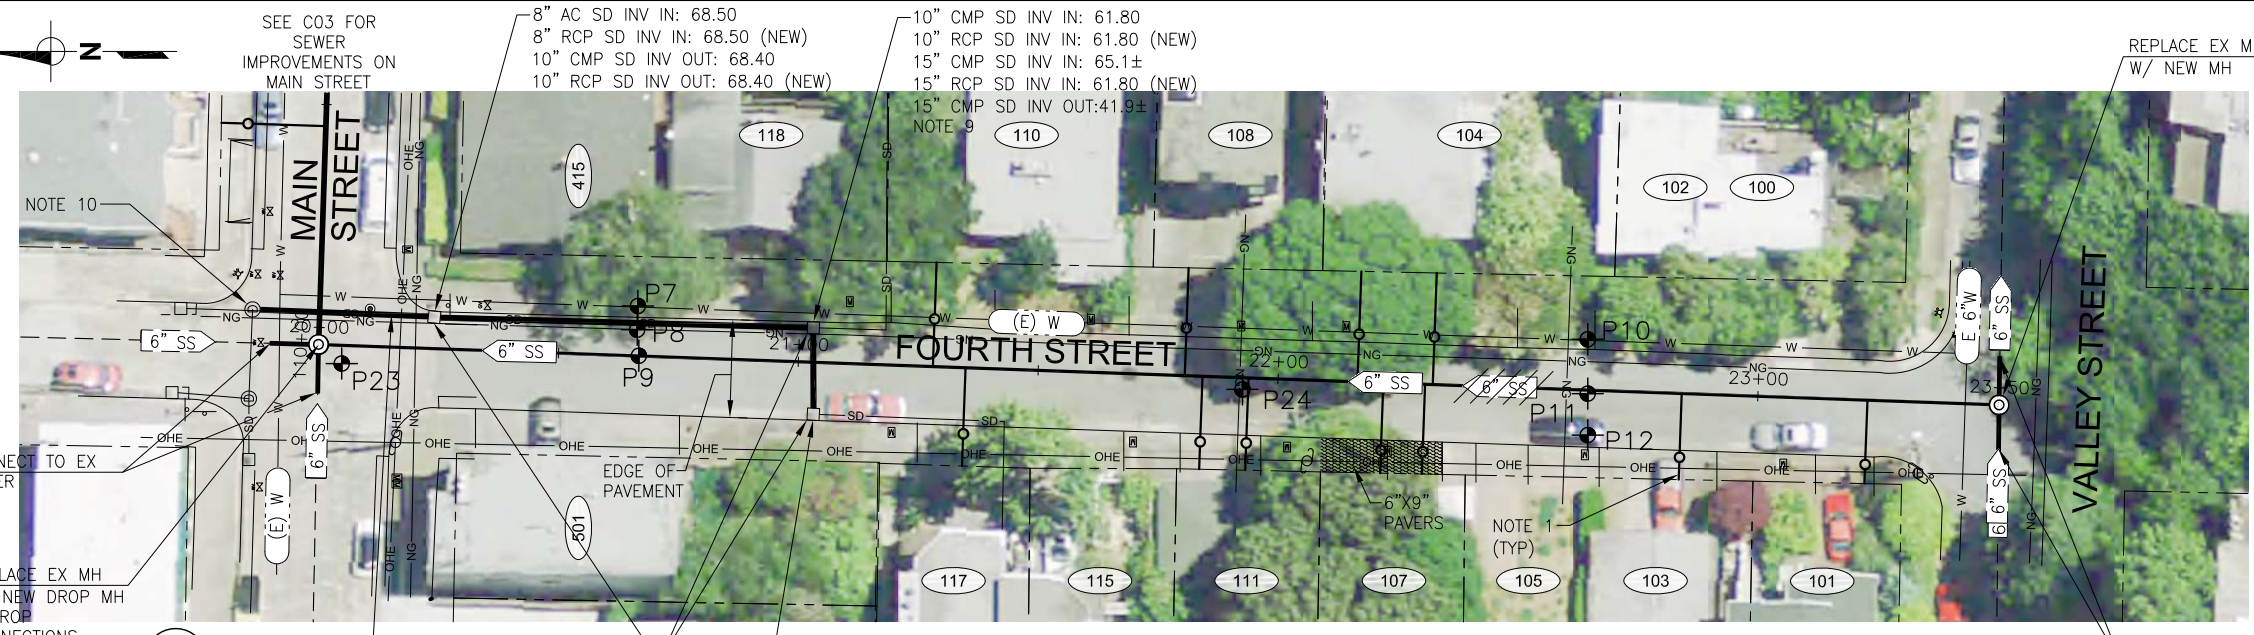 SEE C03 FOR
SEWER
IMPROVEMENTS ON
MAIN STREET
8" AC SD INV IN: 68.50
8" RCP SD INV IN: 68.50 (NEW)
10" CMP SD INV OUT: 68.40
10" RCP SD INV OUT: 68.40 (NEW)
10" CMP SD INV IN: 61.80
10" RCP SD INV IN: 61.80 (NEW)
15" CMP SD INV IN: 65.1±
15" RCP SD INV IN: 61.80 (NEW)
15" CMP SD INV OUT:41.9±
NOTE 9
REPLACE EX M
W/ NEW MH
N
MAIN
STREET
NOTE 10
415
118
110
108
104
102
100
OHE
NG
W
SD
P7
P8
P9
P23
20+00
21+00
22+00
23+00
23+50
10+00
6" SS
6" SS
(E) W
FOURTH STREET
P24
6" SS
6" SS
P10
P11
P12
E 6"W
6" SS
VALLEY STREET
6" SS
6" SS
(E) W
NECT TO EX
ER
EDGE OF
PAVEMENT
501
6"X9"
PAVERS
NOTE 1
(TYP)
117
115
111
107
105
103
101
LACE EX MH
NEW DROP MH
ROP
NECTIONS